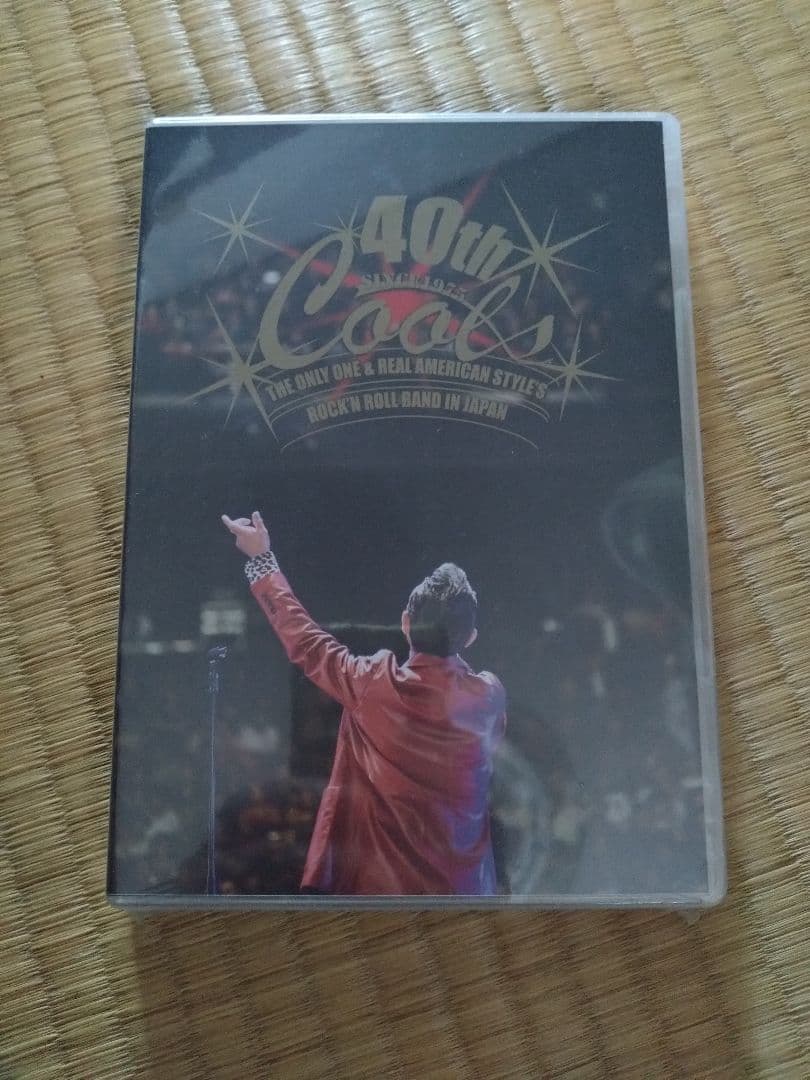 40th
SINCE 1975
Cools
THE ONLY ONE & REAL AMERICAN STYLE'S
ROCK'N ROLL BAND IN JAPAN